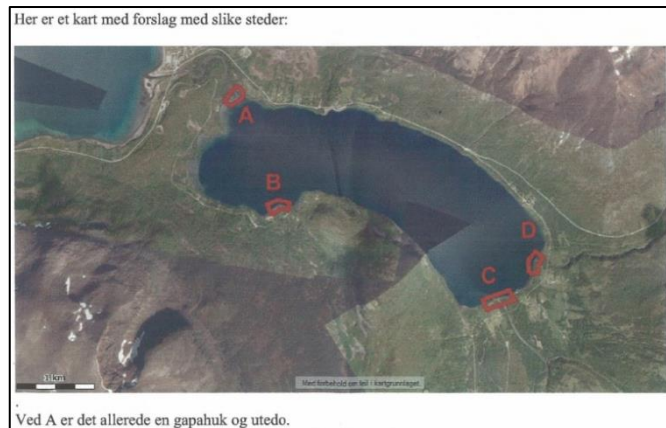 Her er et kart med forslag med slike steder:
A
B
D
C
1 km
Med forbehold om feil i kartgrunnlaget.
.
Ved A er det allerede en gapahuk og utedo.